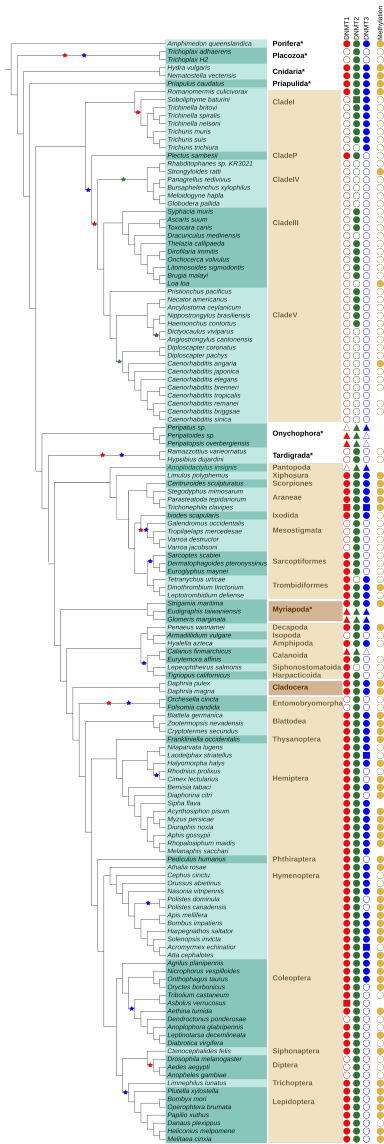 DNMT1
DNMT2
DNMT3
Methylation
Amphimedon queenslandica Porifera*
Trichoplax adhaerens Placozoa*
Trichoplax H2
Hydra vulgaris Cnidaria*
Nematostella vectensis
Priapulus caudatus Priapulida*
Romanomermis culicivorax CladeI
Soboliphyme baturini
Trichinella britovi
Trichinella spiralis
Trichinella nelsoni
Trichuris muris
Trichuris suis
Trichuris trichiura
Plectus sambesii CladeP
Rhabditophanes sp. KR3021
Strongyloides ratti CladeIV
Panagrellus redivivus
Bursaphelenchus xylophilus
Meloidogyne hapla
Globodera pallida
Syphacia muris CladeIII
Ascaris suum
Toxocara canis
Dracunculus medinensis
Thelazia callipaeda
Dirofilaria immitis
Onchocerca volvulus
Litomosoides sigmodontis
Brugia malayi
Loa loa
Pristionchus pacificus CladeV
Necator americanus
Ancylostoma ceylanicum
Nippostrongylus brasiliensis
Haemonchus contortus
Dictyocaulus viviparus
Angiostrongylus cantonensis
Diploscapter coronatus
Diploscapter pachys
Caenorhabditis angaria
Caenorhabditis japonica
Caenorhabditis elegans
Caenorhabditis brenneri
Caenorhabditis tropicalis
Caenorhabditis remanei
Caenorhabditis briggsae
Caenorhabditis sinica
Peripatus sp. Onychophora*
Peripatoides sp.
Peripatopsis overbergiensis
Ramazzottius varieornatus Tardigrada*
Hypsibius dujardini
Anoplodactylus insignis Pantopoda
Limulus polyphemus Xiphosura
Centruroides sculpturatus Scorpiones
Stegodyphus mimosarum Araneae
Parasteatoda tepidariorum
Trichonephila clavipes
Ixodes scapularis Ixodida
Galendromus occidentalis Mesostigmata
Tropilaelaps mercedesae
Varroa destructor
Varroa jacobsoni
Sarcoptes scabiei Sarcoptiformes
Dermatophagoides pteronyssinus
Euroglyphus maynei
Tetranychus urticae Trombidiformes
Dinothrombium tinctorium
Leptotrombidium deliense
Strigamia maritima Myriapoda*
Eudigraphis taiwaniensis
Glomeris marginata
Penaeus vannamei Decapoda
Armadillidium vulgare Isopoda
Hyalella azteca Amphipoda
Calanus finmarchicus Calanoida
Eurytemora affinis
Lepeophtheirus salmonis Siphonostomatoida
Tigriopus californicus Harpacticoida
Daphnia pulex Cladocera
Daphnia magna
Orchesella cincta Entomobryomorpha
Folsomia candida
Blattela germanica Blattodea
Zootermopsis nevadensis
Cryptotermes secundus
Frankliniella occidentalis Thysanoptera
Nilaparvata lugens Hemiptera
Laodelphax striatellus
Halyomorpha halys
Rhodnius prolixus
Cimex lectularius
Bemisia tabaci
Diaphorina citri
Sipha flava
Acyrthosiphon pisum
Myzus persicae
Diuraphis noxia
Aphis gossypii
Rhopalosiphum maidis
Melanaphis sacchari
Pediculus humanus Phthiraptera
Athalia rosae Hymenoptera
Cephus cinctu
Orussus abietinus
Nasonia vitripennis
Polistes dominula
Polistes canadensis
Apis mellifera
Bombus impatiens
Harpegnathos saltator
Solenopsis invicta
Acromyrmex echinatior
Atta cephalotes
Agrilus planipennis Coleoptera
Nicrophorus vespilloides
Onthophagus taurus
Oryctes borbonicus
Tribolium castaneum
Asbolus verrucosus
Aethina tumida
Dendroctonus ponderosae
Anoplophora glabripennis
Leptinotarsa decemlineata
Diabrotica virgifera
Ctenocephalides felis Siphonaptera
Drosophila melanogaster Diptera
Aedes aegypti
Anopheles gambiae
Limnephilus lunatus Trichoptera
Plutella xylostella Lepidoptera
Bombyx mori
Operophtera brumata
Papilio xuthus
Danaus plexippus
Heliconius melpomene
Melitaea cinxia